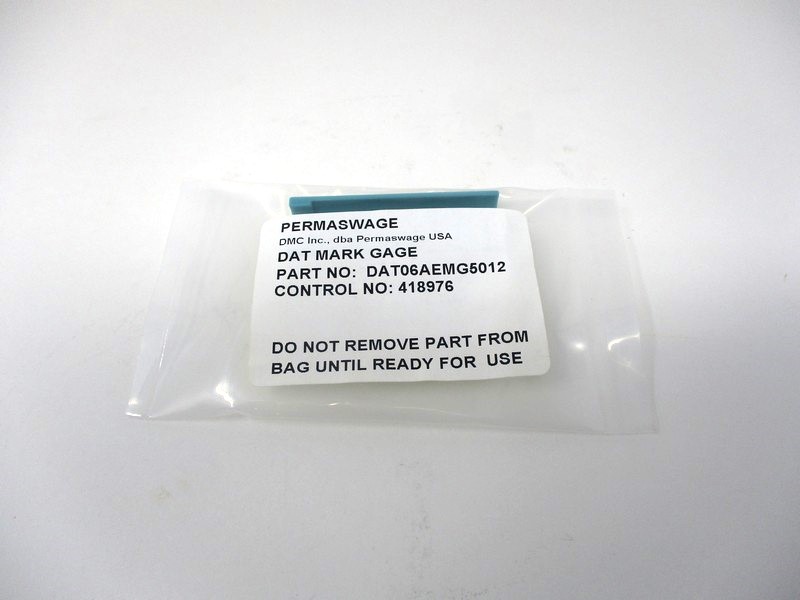 PERMASWAGE
DMC Inc., dba Permaswage USA
DAT MARK GAGE
PART NO: DAT06AEMG5012
CONTROL NO: 418976
DO NOT REMOVE PART FROM
BAG UNTIL READY FOR USE